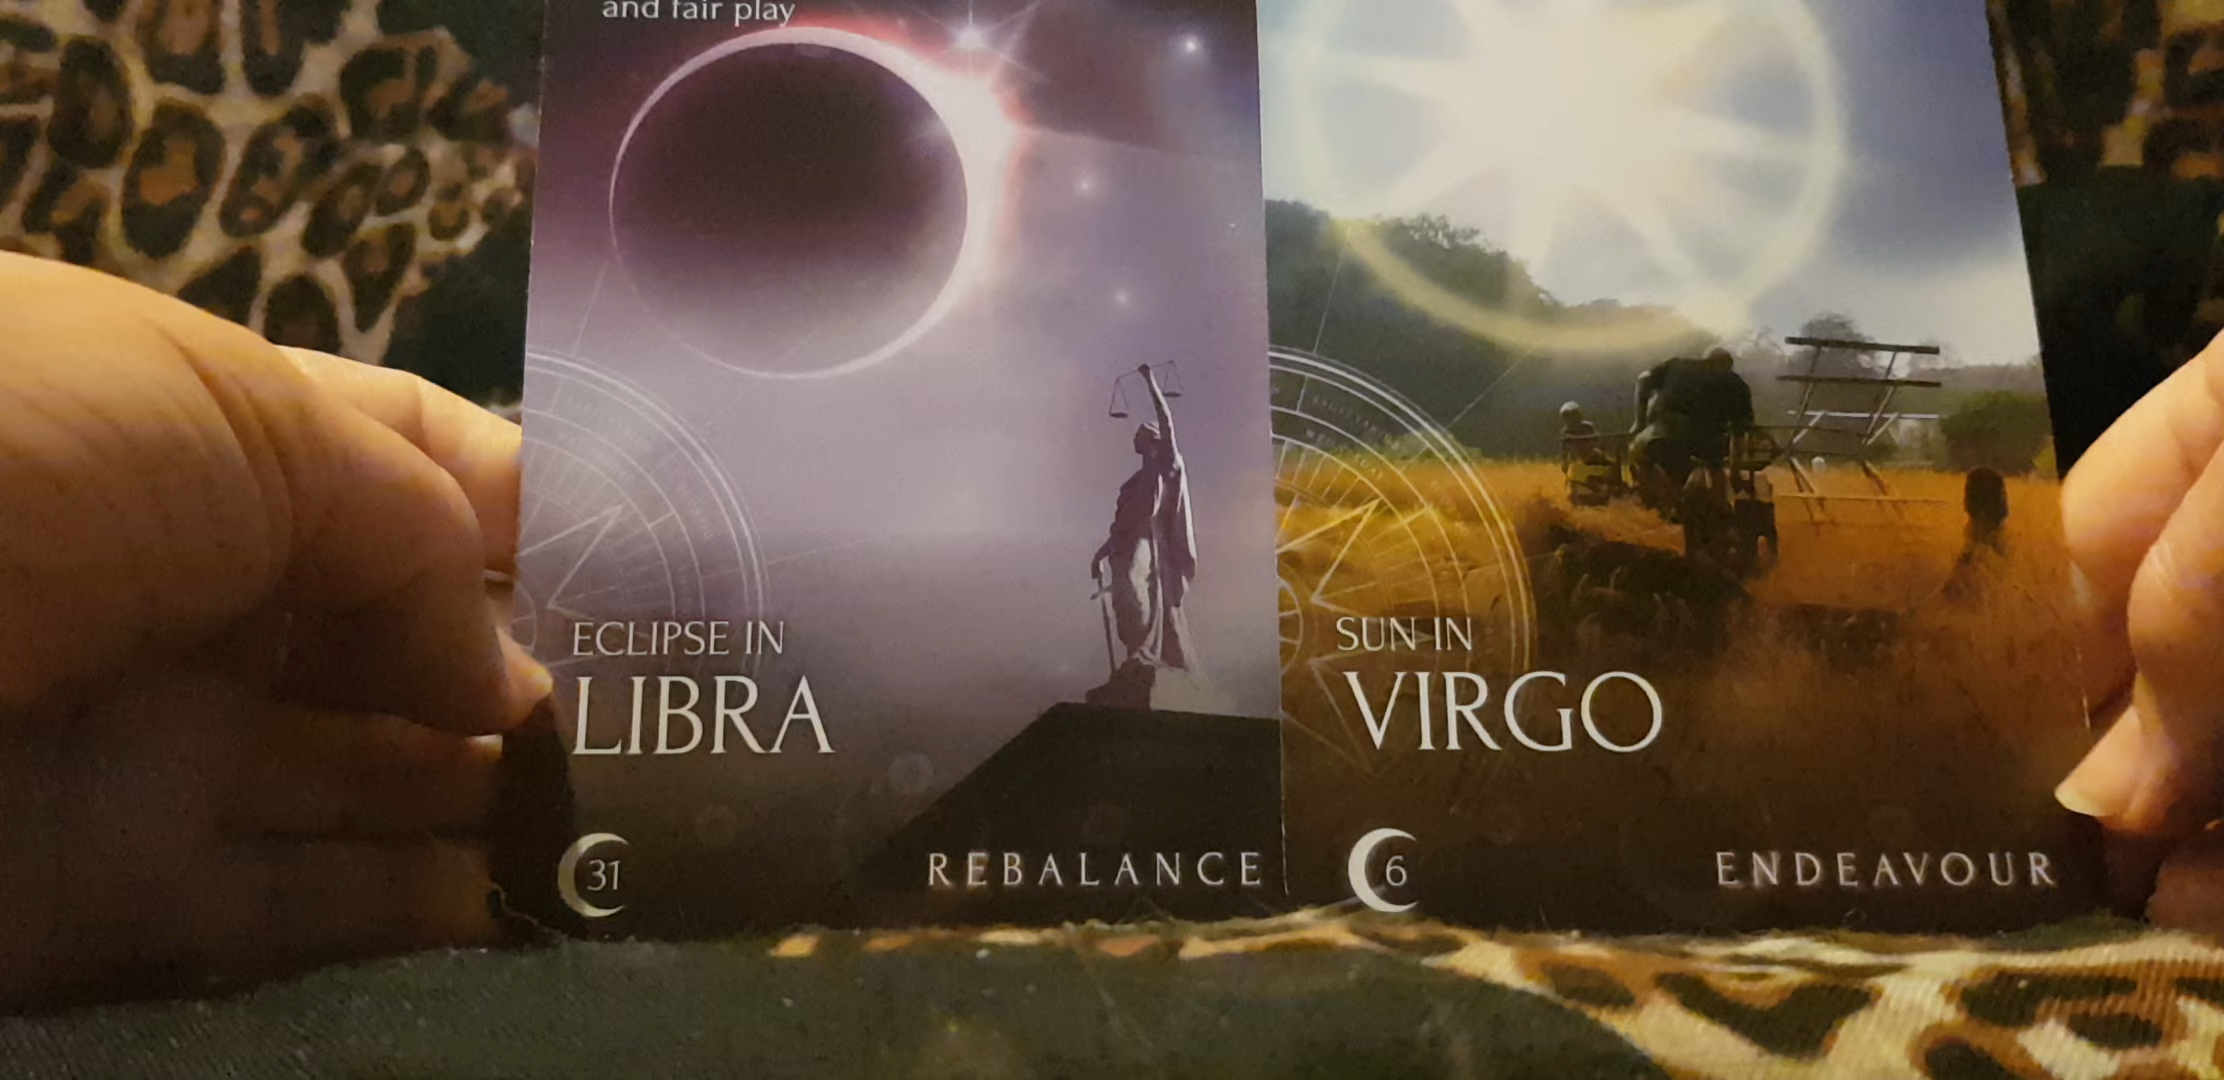 and fair play
ECLIPSE IN
LIBRA
31
REBALANCE
SUN IN
VIRGO
6
ENDEAVOUR